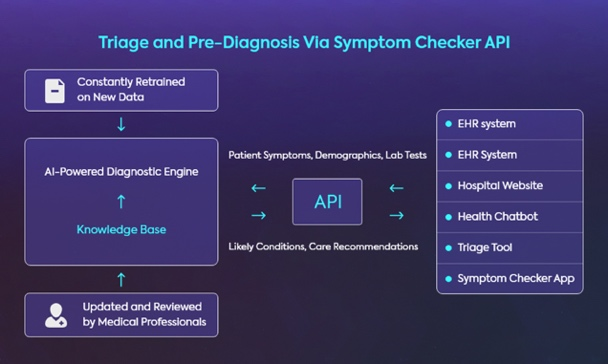 Triage and Pre-Diagnosis Via Symptom Checker API
Constantly Retrained
on New Data
AI-Powered Diagnostic Engine
Knowledge Base
Updated and Reviewed
by Medical Professionals
Patient Symptoms, Demographics, Lab Tests
API
Likely Conditions, Care Recommendations
EHR system
EHR System
Hospital Website
Health Chatbot
Triage Tool
Symptom Checker App